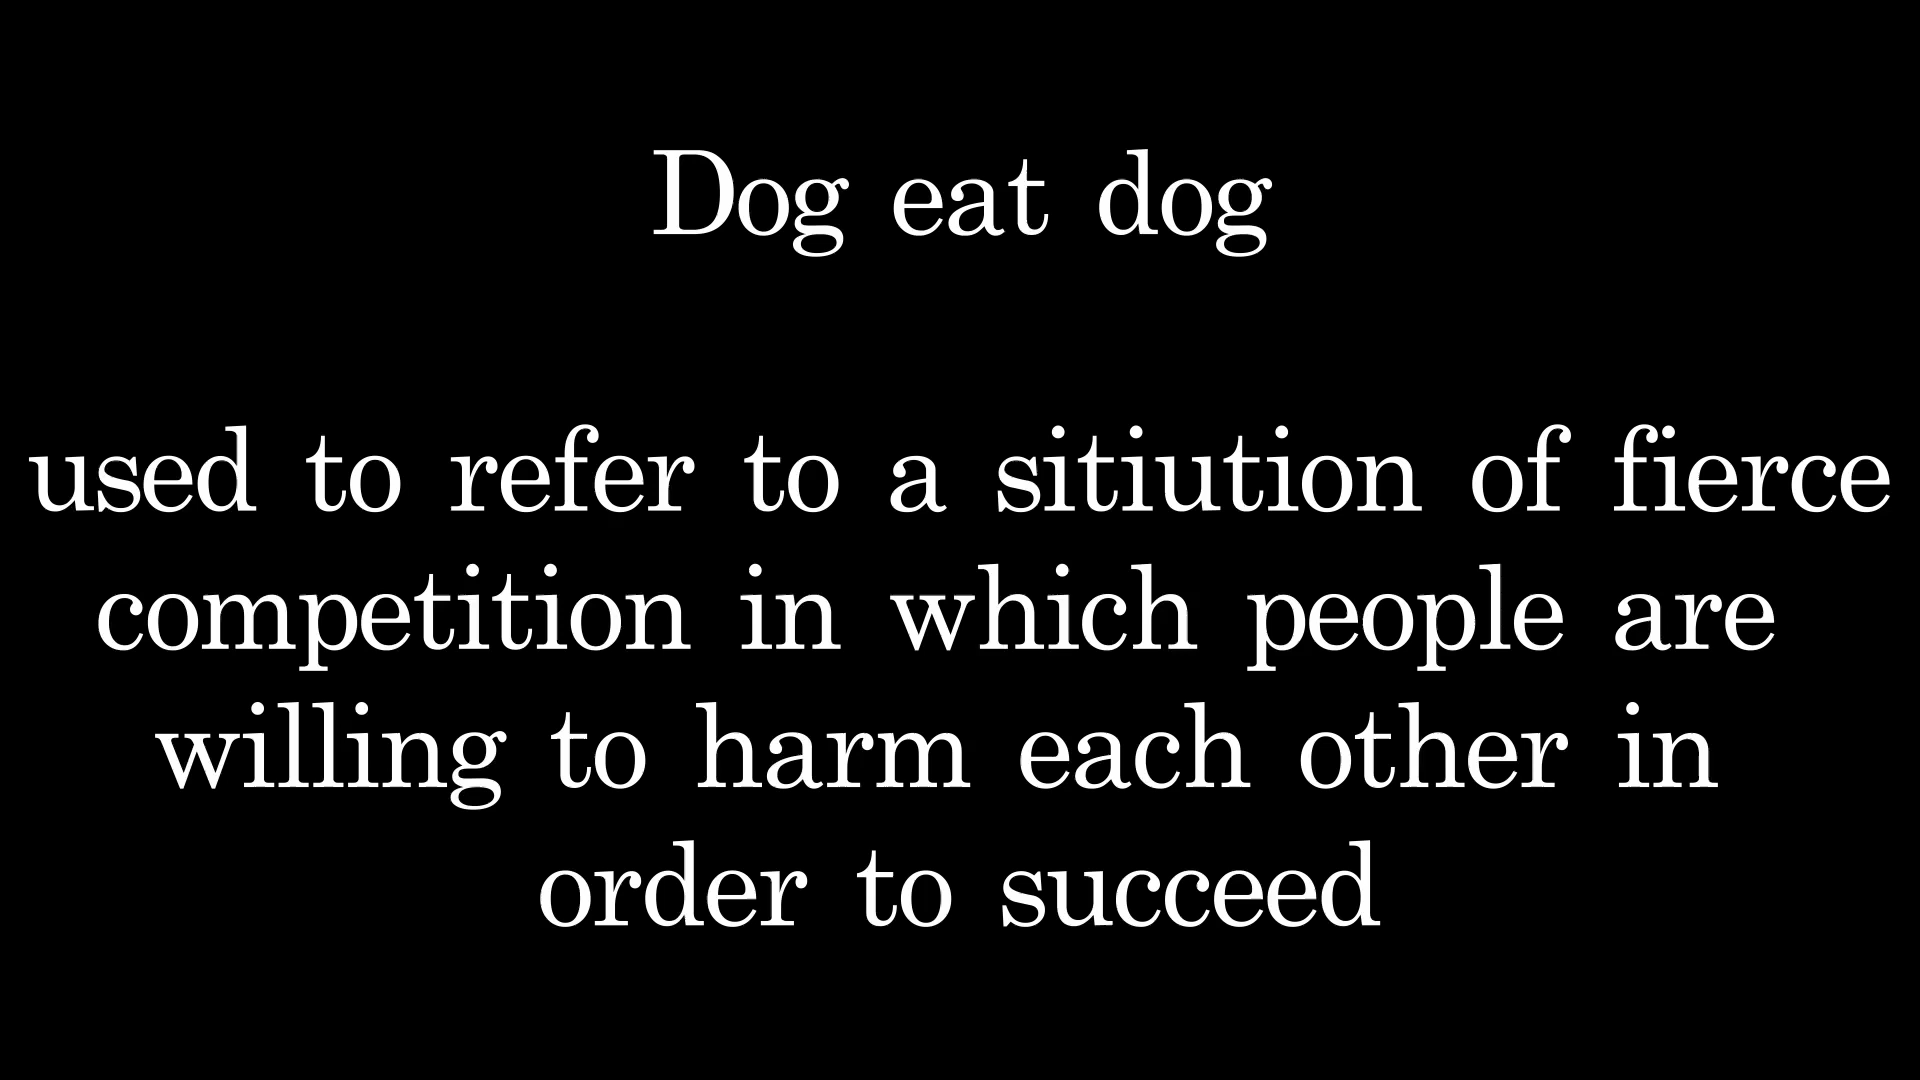 Dog eat dog
used to refer to a sitiution of fierce
competition in which people are
willing to harm each other in
order to succeed